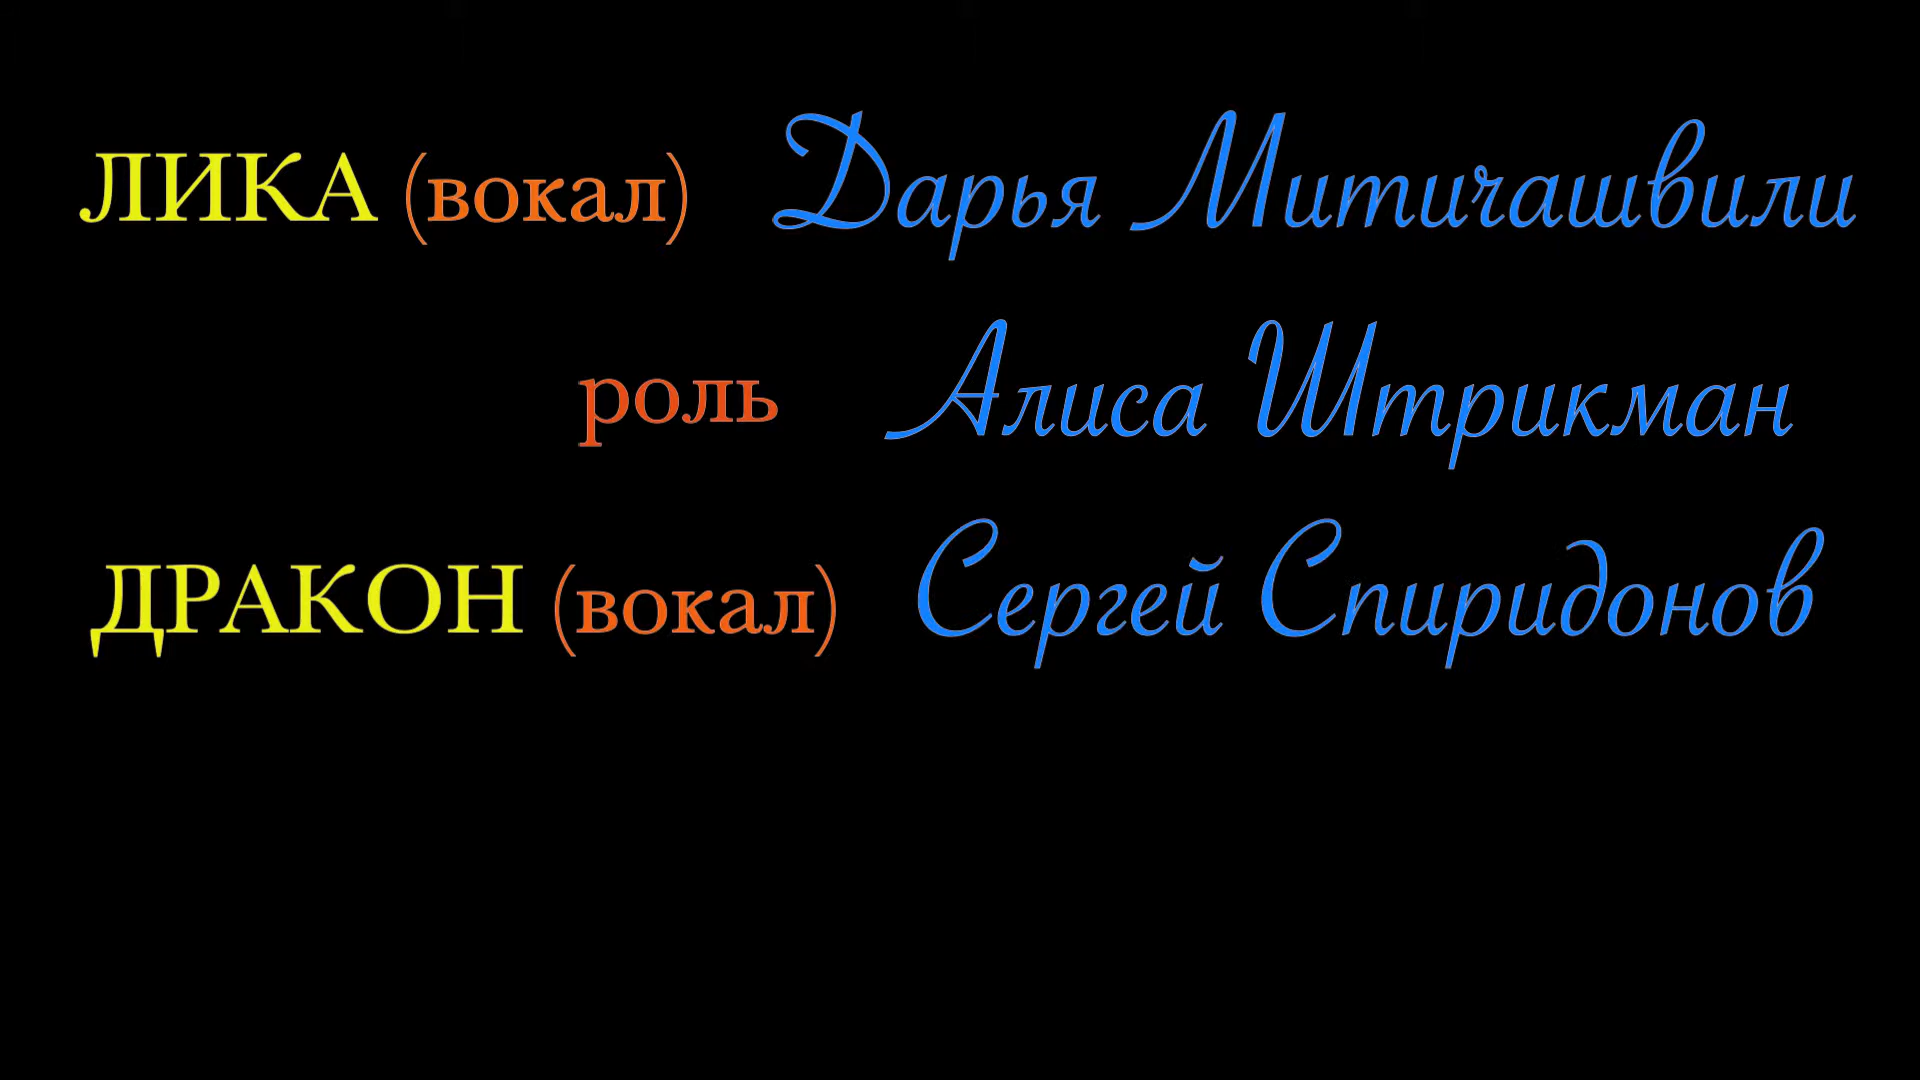 ЛИКА (вокал) Дарья Митичашвили
роль Алиса Штрикман
ДРАКОН (вокал) Сергей Спиридонов